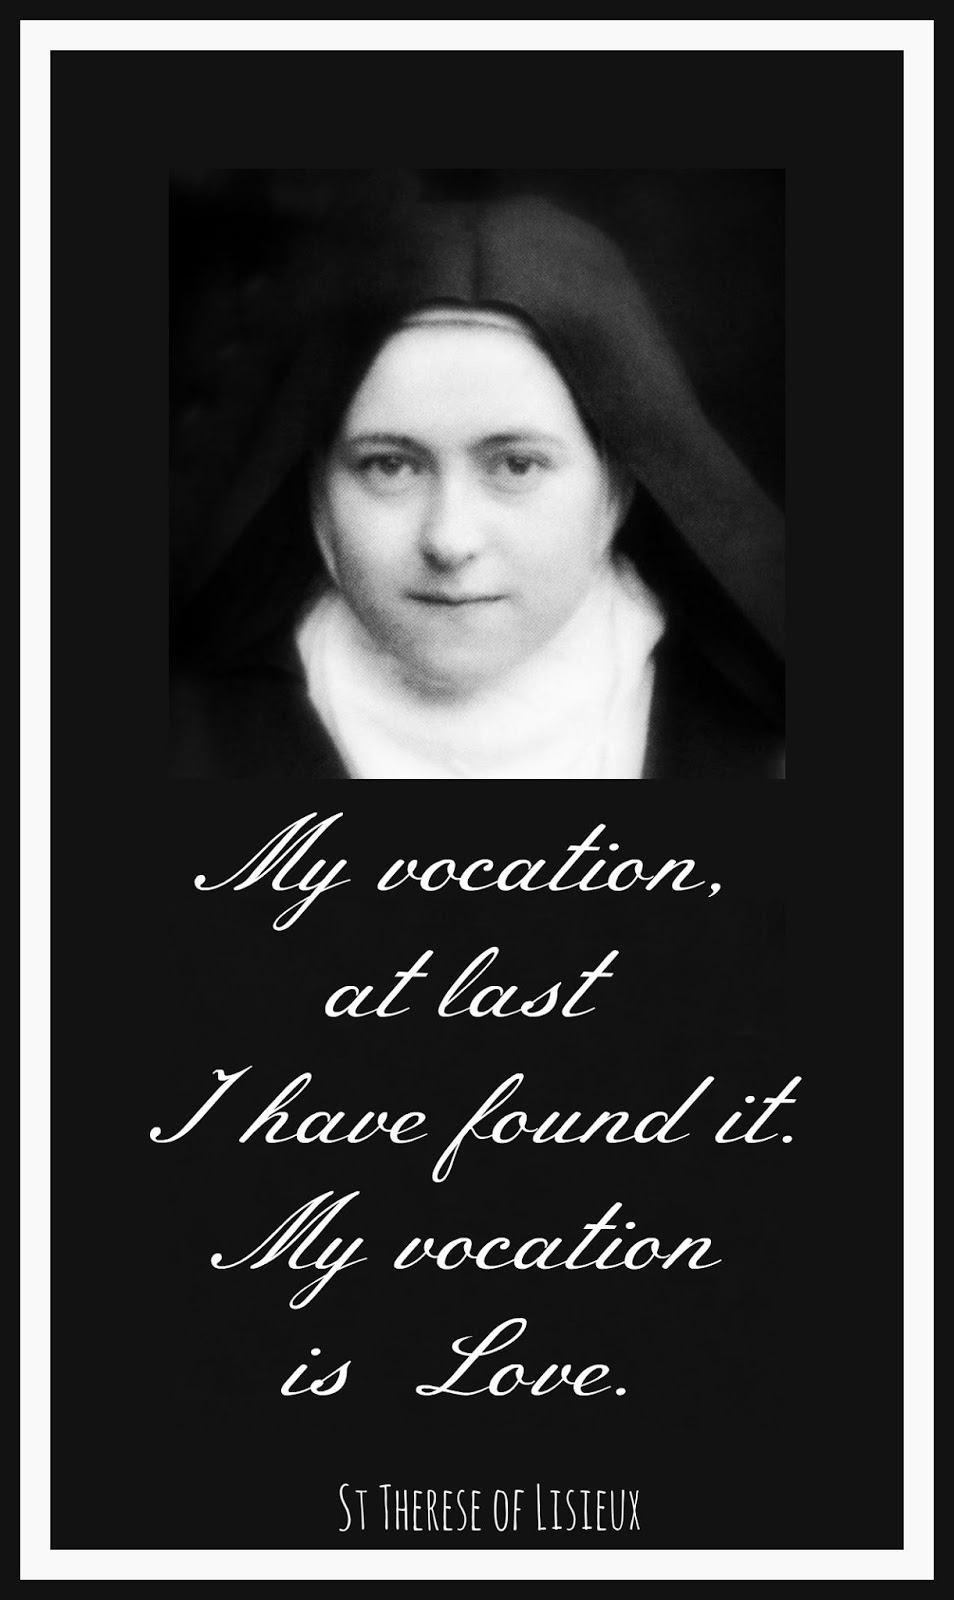 My vocation,
at last
I have found it.
My vocation
is Love.
St Therese of Lisieux